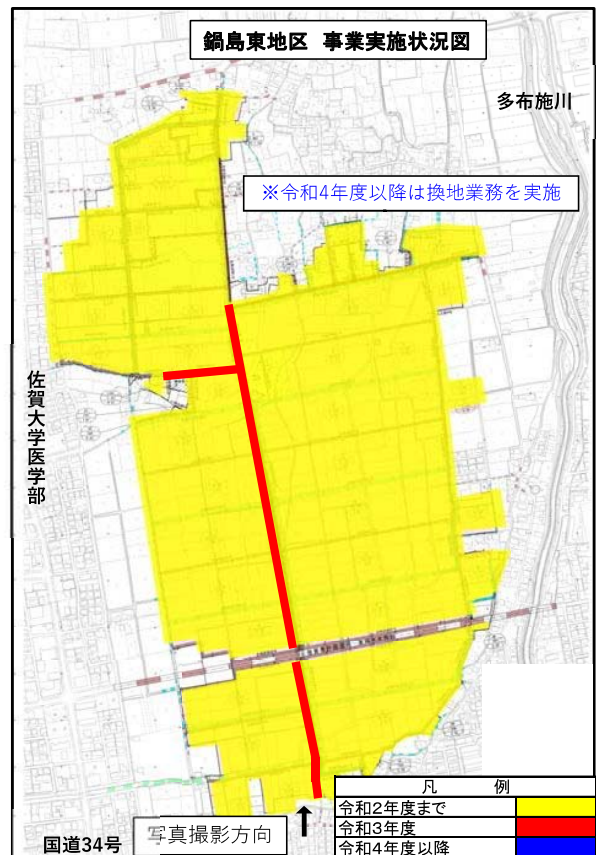 鍋島東地区 事業実施状況図
多布施川
※令和4年度以降は換地業務を実施
佐賀大学医学部
凡 例
令和2年度まで
令和3年度
令和4年度以降
写真撮影方向
国道34号